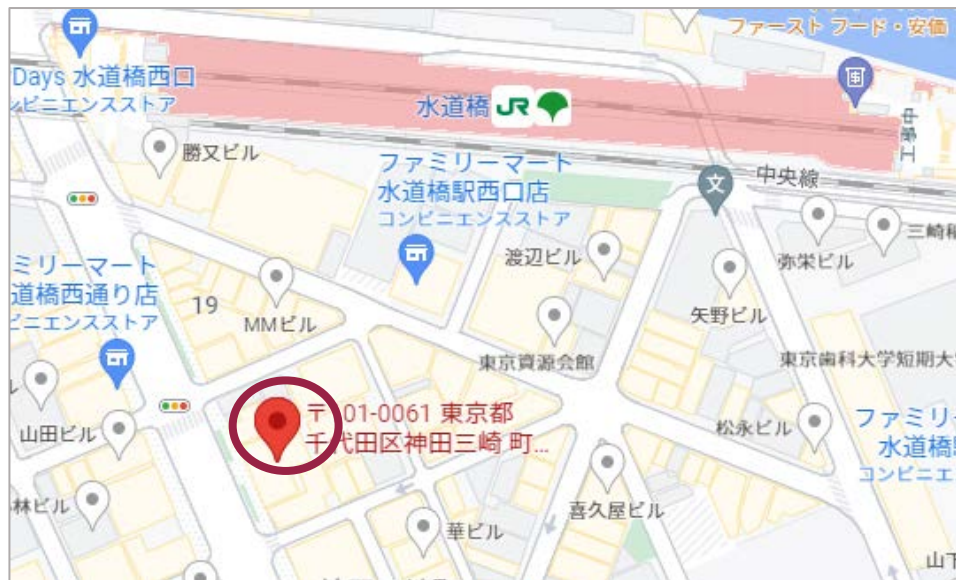 ファースト フード・安価
Days 水道橋西口
コンビニエンスストア
水道橋 JR
勝又ビル
ファミリーマート
水道橋駅西口店
コンビニエンスストア
中央線
三崎稲
弥栄ビル
渡辺ビル
矢野ビル
ミリーマート
道橋西通り店
ビニエンスストア
19
MMビル
東京資源会館
東京歯科大学短期大
〒101-0061 東京都
千代田区神田三崎町...
山田ビル
松永ビル
ファミリー
水道橋
コンビニエ
林ビル
華ビル
喜久屋ビル
山下